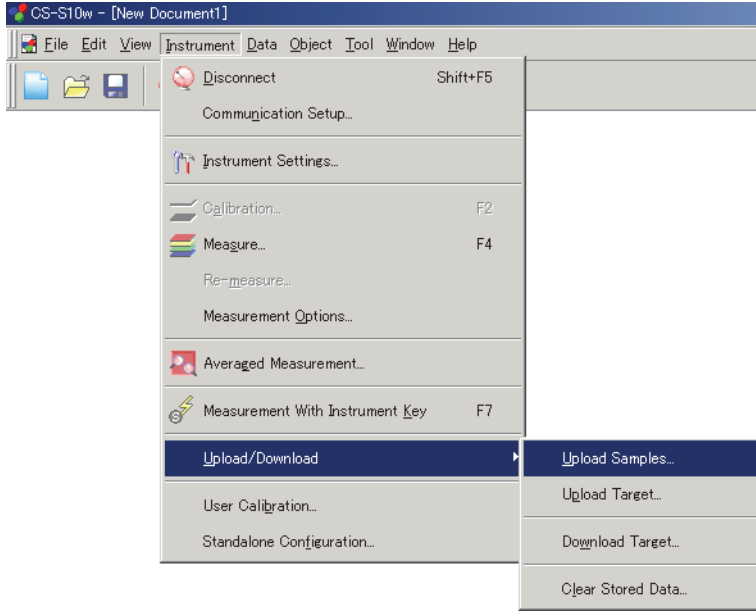 CS-S10w - [New Document1]
File Edit View Instrument Data Object Tool Window Help
Disconnect Shift+F5
Communication Setup...
Instrument Settings...
Calibration... F2
Measure... F4
Re-measure...
Measurement Options...
Averaged Measurement...
Measurement With Instrument Key F7
Upload/Download
Upload Samples...
Upload Target...
User Calibration...
Standalone Configuration...
Download Target...
Clear Stored Data...